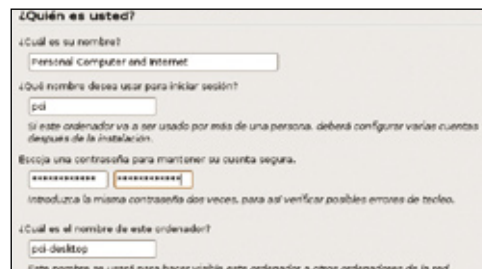 ¿Quién es usted?
¿Cuál es su nombre?
Personal Computer and Internet
¿Qué nombre desea usar para iniciar sesión?
pci
Si este ordenador va a ser usado por más de una persona, deberá configurar varias cuentas
después de la instalación.
Escoja una contraseña para mantener su cuenta segura.
************ ************
Introduzca la misma contraseña dos veces, para así verificar posibles errores de tecleo.
¿Cuál es el nombre de este ordenador?
pci-desktop
Este nombre se usará para hacer visible este ordenador a otros ordenadores de la red